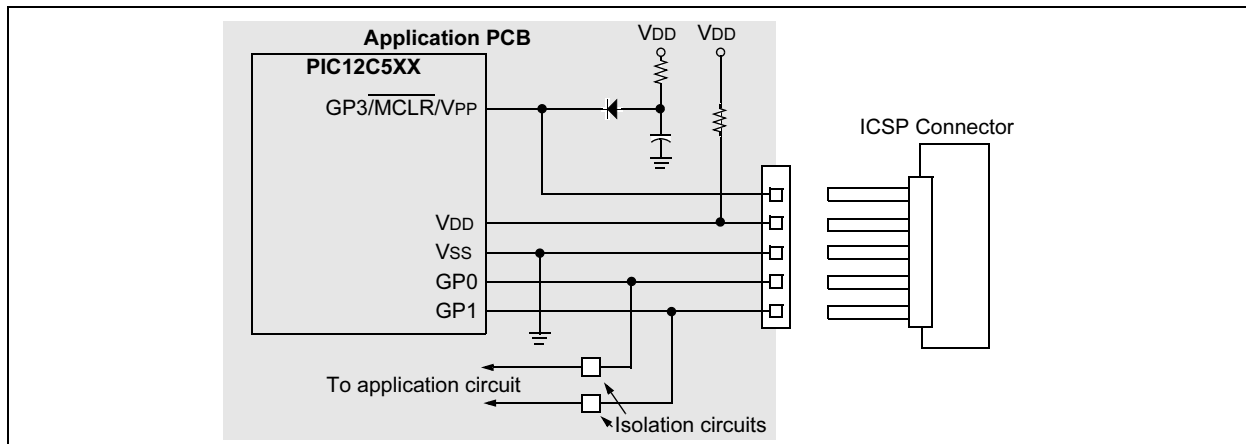 Application PCB
VDD
VDD
PIC12C5XX
GP3/MCLR/VPP
ICSP Connector
VDD
VSS
GP0
GP1
To application circuit
Isolation circuits